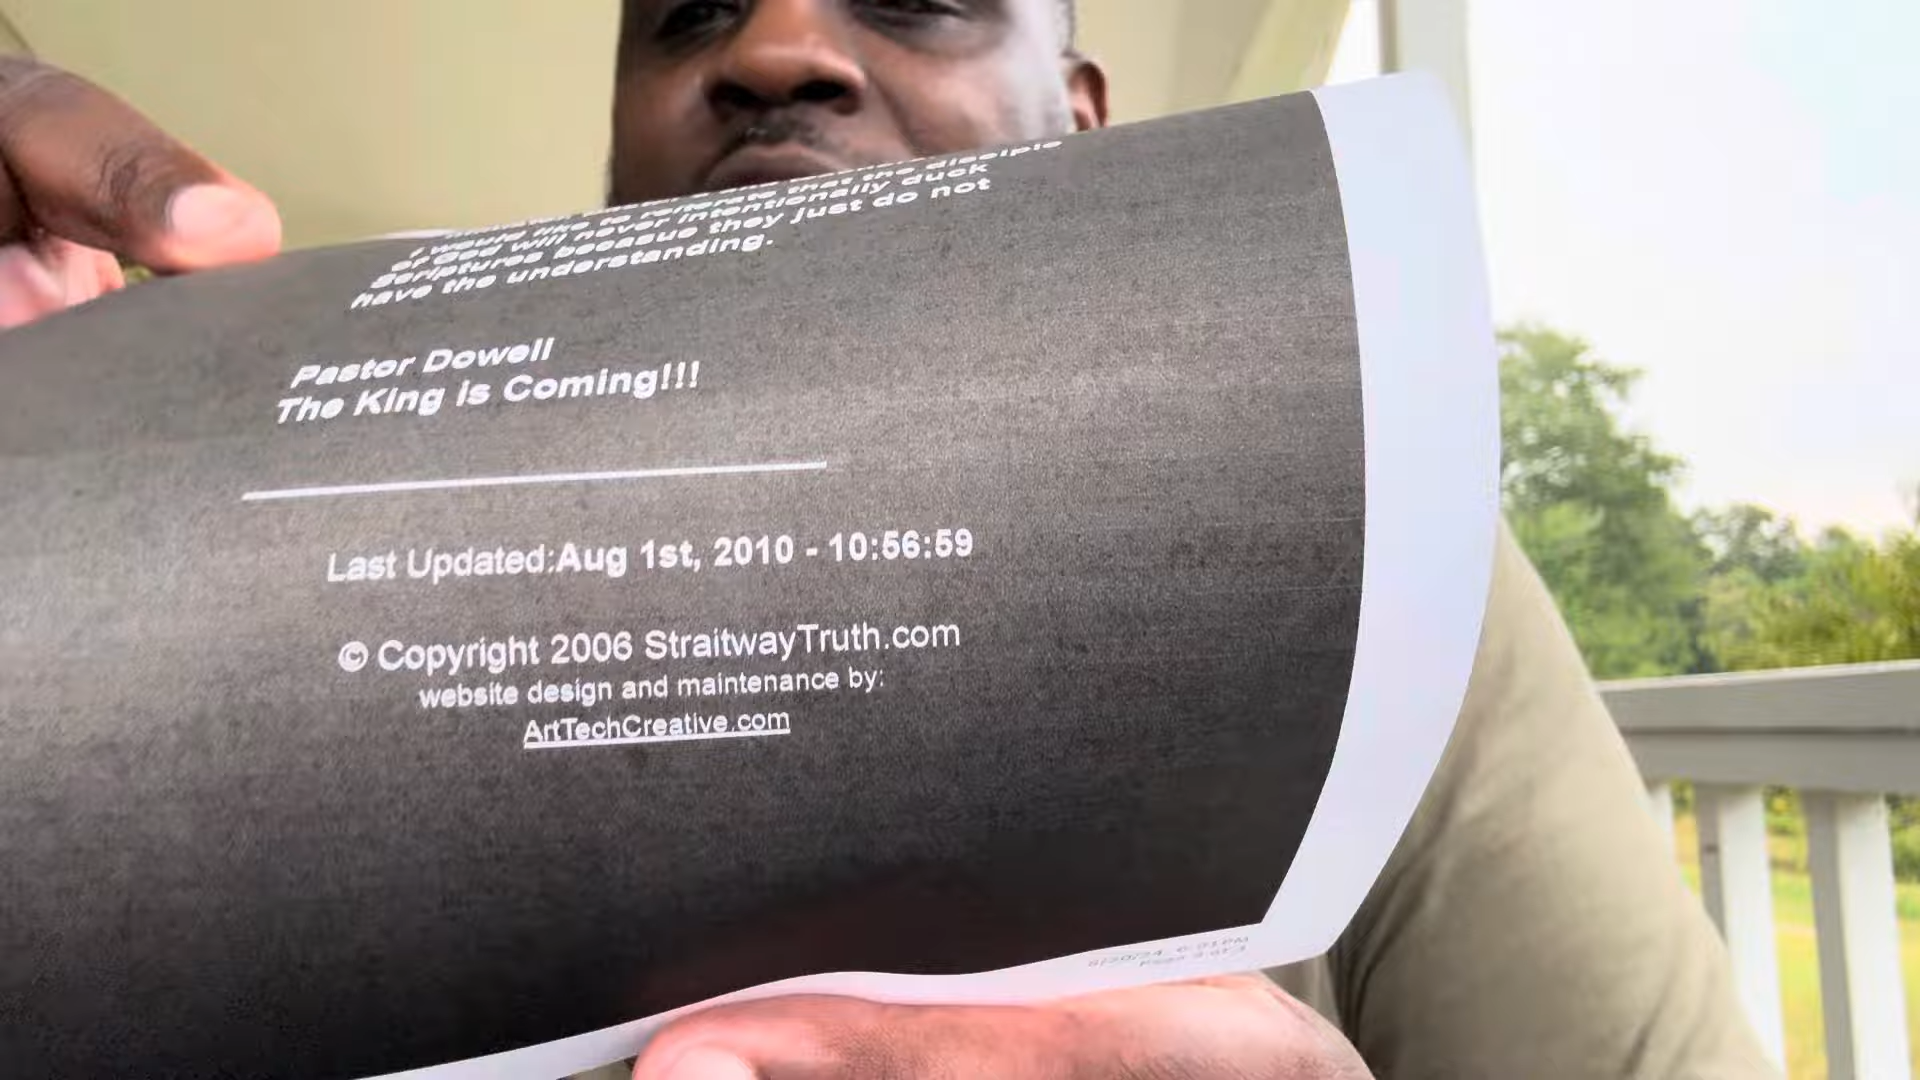 that the disciple
I would like to reiterate
of God will never intentionally duck
Scriptures becasue they just do not
have the understanding.
Pastor Dowell
The King is Coming!!!
Last Updated:Aug 1st, 2010 - 10:56:59
© Copyright 2006 StraitwayTruth.com
website design and maintenance by:
ArtTechCreative.com